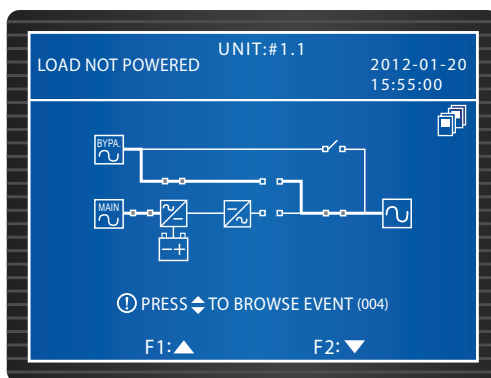 UNIT:#1.1
LOAD NOT POWERED
2012-01-20
15:55:00
BYPA.
MAIN
PRESS TO BROWSE EVENT (004)
F1:
F2: